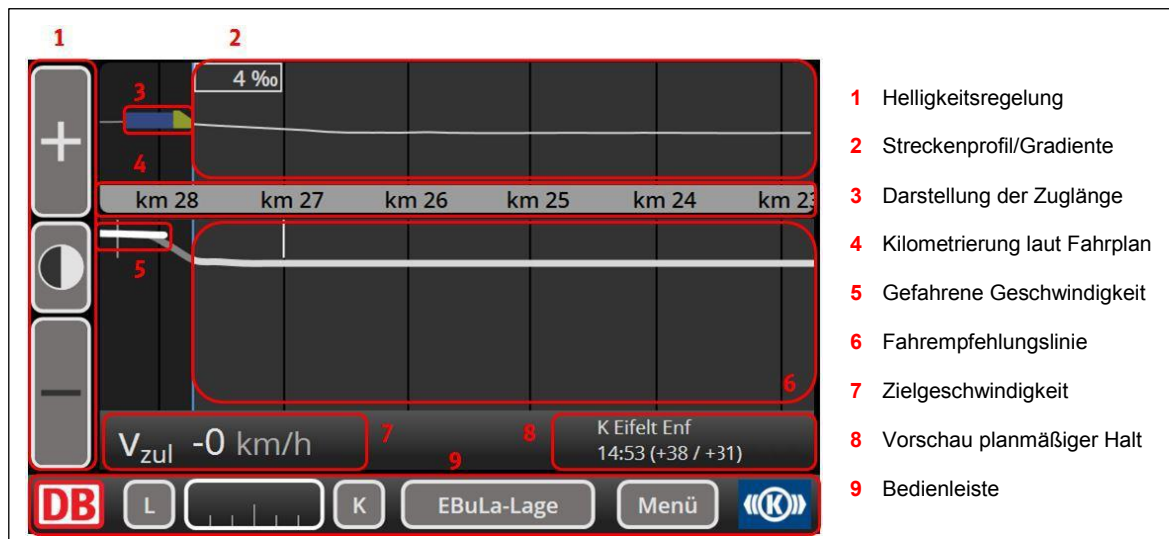 1
2
4 ‰
3
4
km 28 km 27 km 26 km 25 km 24 km 23
5
6
Vzul -0 km/h
7
8
K Eifelt Enf
14:53 (+38 / +31)
9
DB L K EBuLa-Lage Menü ((K))
1 Helligkeitsregelung
2 Streckenprofil/Gradiente
3 Darstellung der Zuglänge
4 Kilometrierung laut Fahrplan
5 Gefahrene Geschwindigkeit
6 Fahrempfehlungslinie
7 Zielgeschwindigkeit
8 Vorschau planmäßiger Halt
9 Bedienleiste